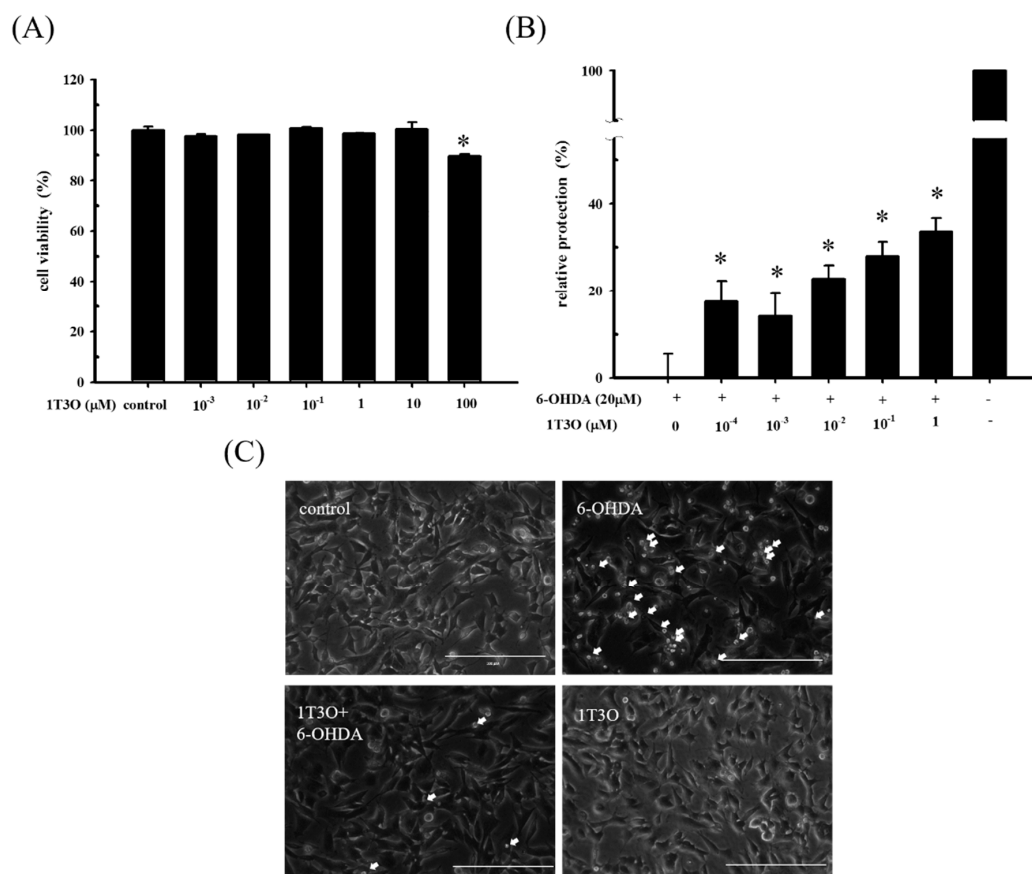 (A)
120
100
80
60
40
20
0
cell viability (%)
*
1T3O (μM) control 10⁻³ 10⁻² 10⁻¹ 1 10 100
(B)
100
40
20
0
relative protection (%)
* * * * *
6-OHDA (20μM) + + + + + + -
1T3O (μM) 0 10⁻⁴ 10⁻³ 10⁻² 10⁻¹ 1 -
(C)
control
6-OHDA
1T3O+
6-OHDA
1T3O